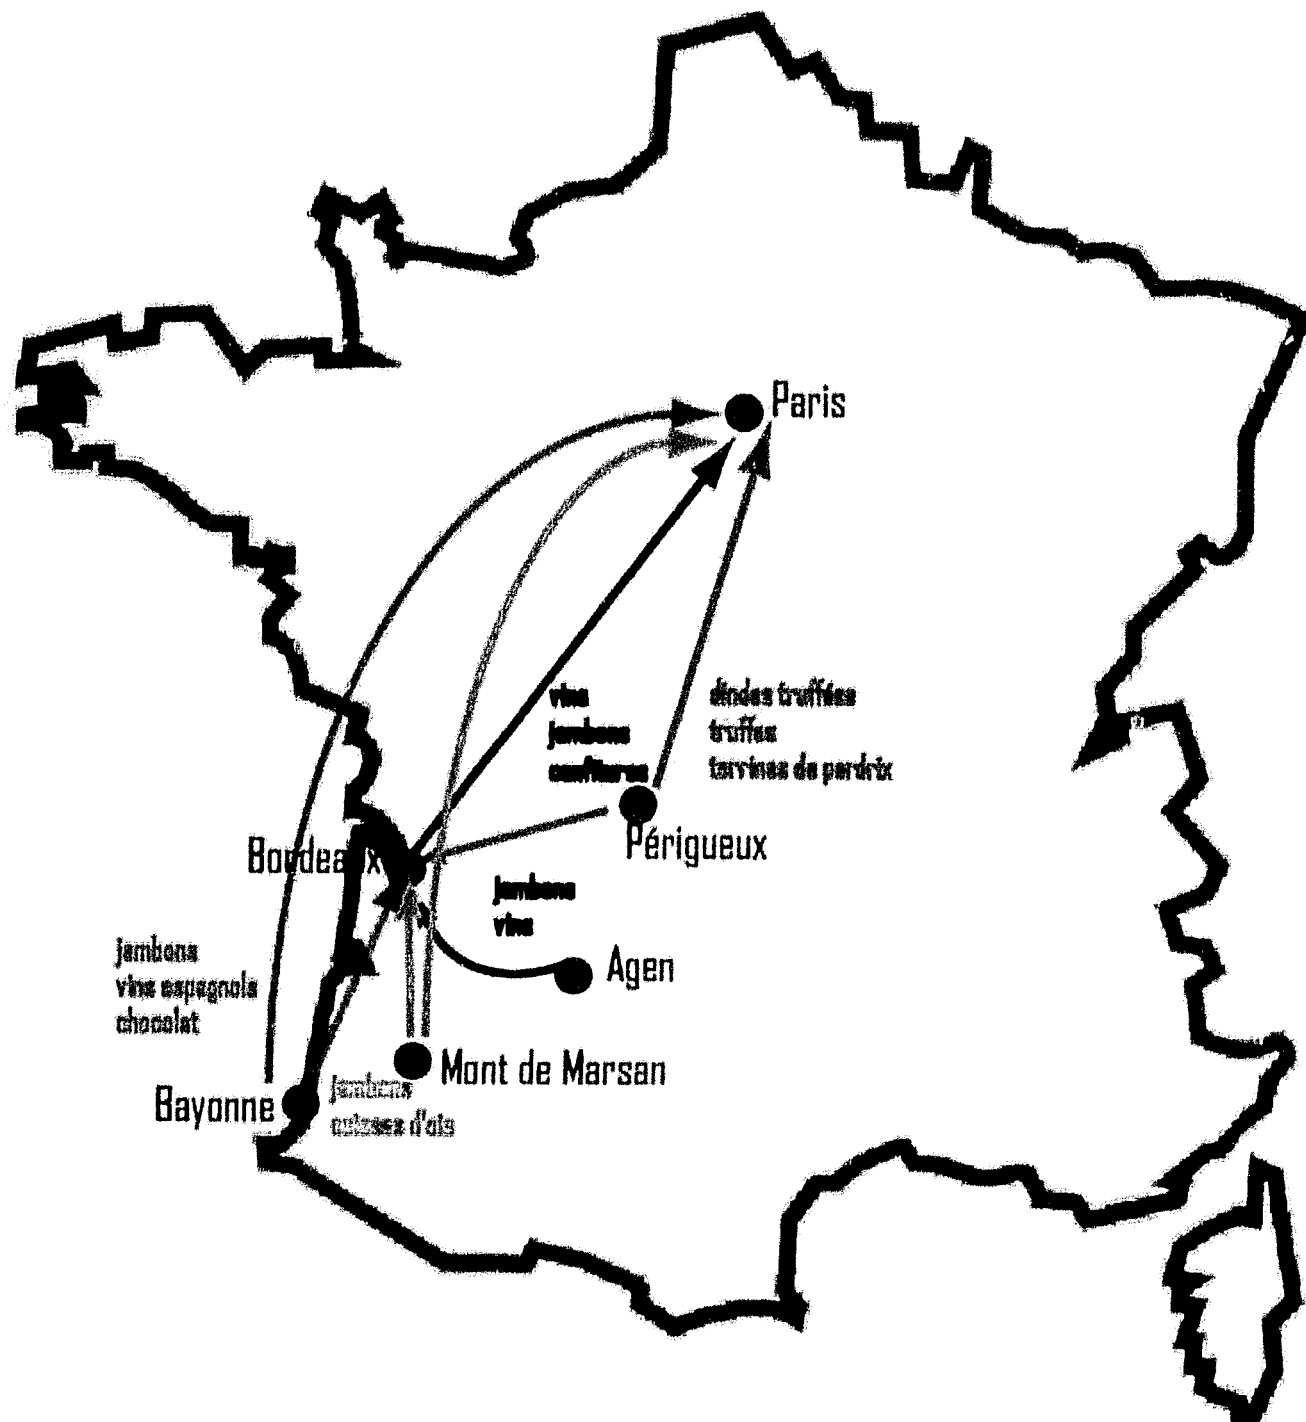 Paris
vins
jambons
confitures
dindes truffées
truffes
terrines de perdrix
Bordeaux
Périgueux
jambons
vins
Agen
jambons
vins espagnols
chocolat
Mont de Marsan
Bayonne
jambons
cuisses d'oie